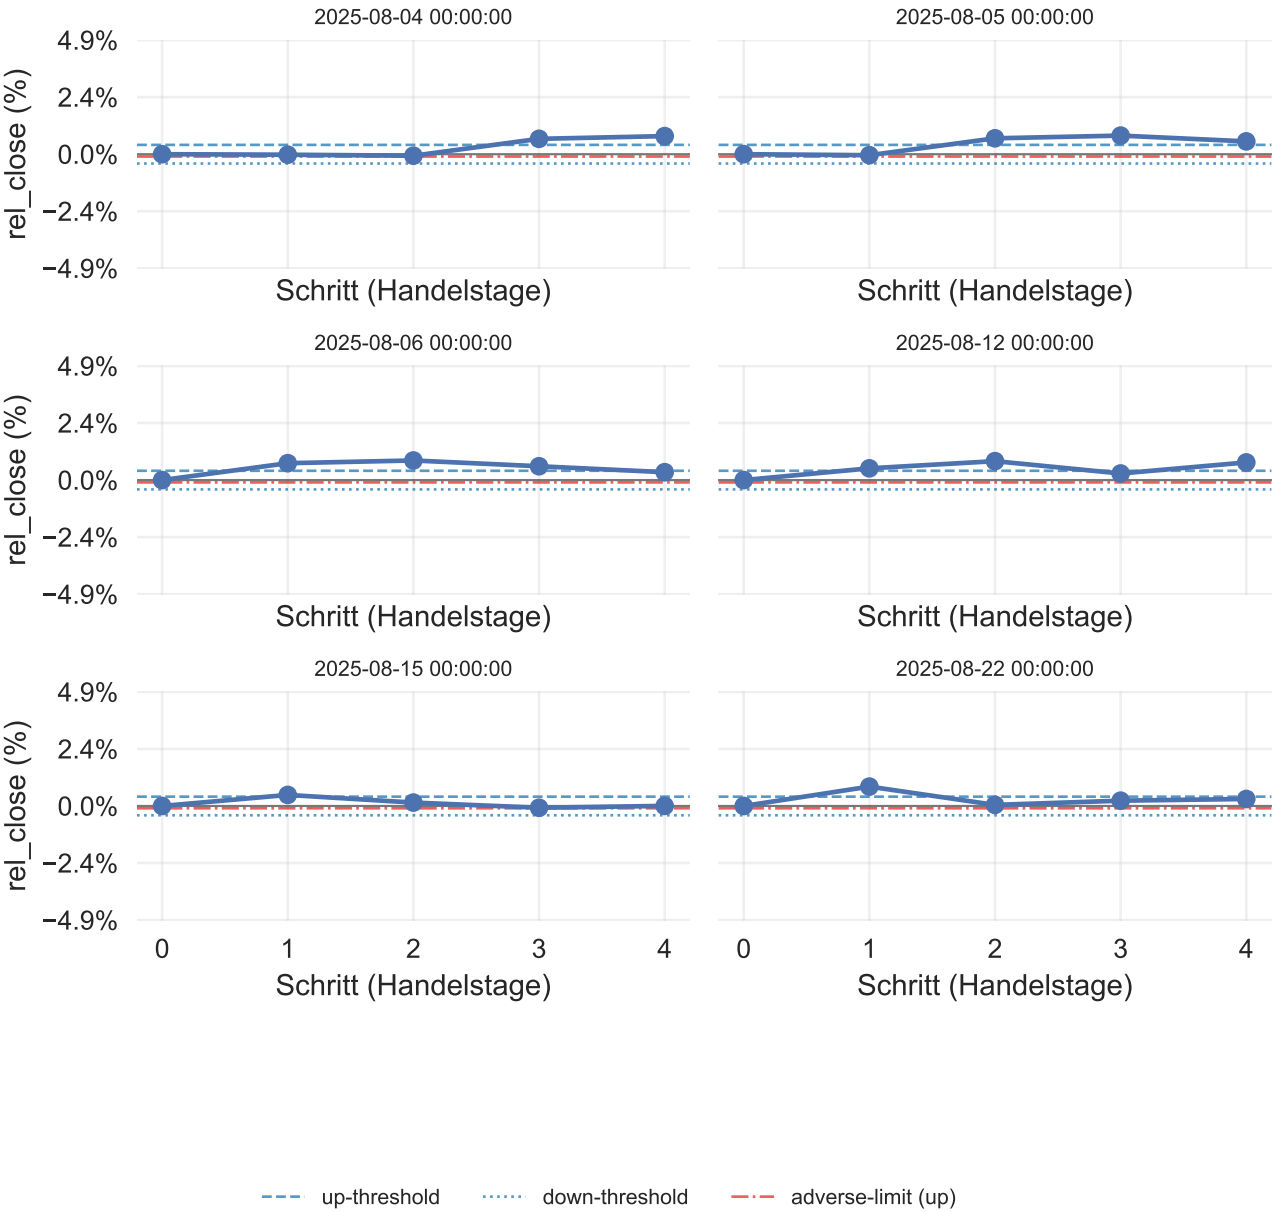 2025-08-04 00:00:00
2025-08-05 00:00:00
4.9%
2.4%
0.0%
−2.4%
−4.9%
rel_close (%)
Schritt (Handelstage)
Schritt (Handelstage)
2025-08-06 00:00:00
2025-08-12 00:00:00
4.9%
2.4%
0.0%
−2.4%
−4.9%
rel_close (%)
Schritt (Handelstage)
Schritt (Handelstage)
2025-08-15 00:00:00
2025-08-22 00:00:00
4.9%
2.4%
0.0%
−2.4%
−4.9%
rel_close (%)
0 1 2 3 4
0 1 2 3 4
Schritt (Handelstage)
Schritt (Handelstage)
up-threshold
down-threshold
adverse-limit (up)